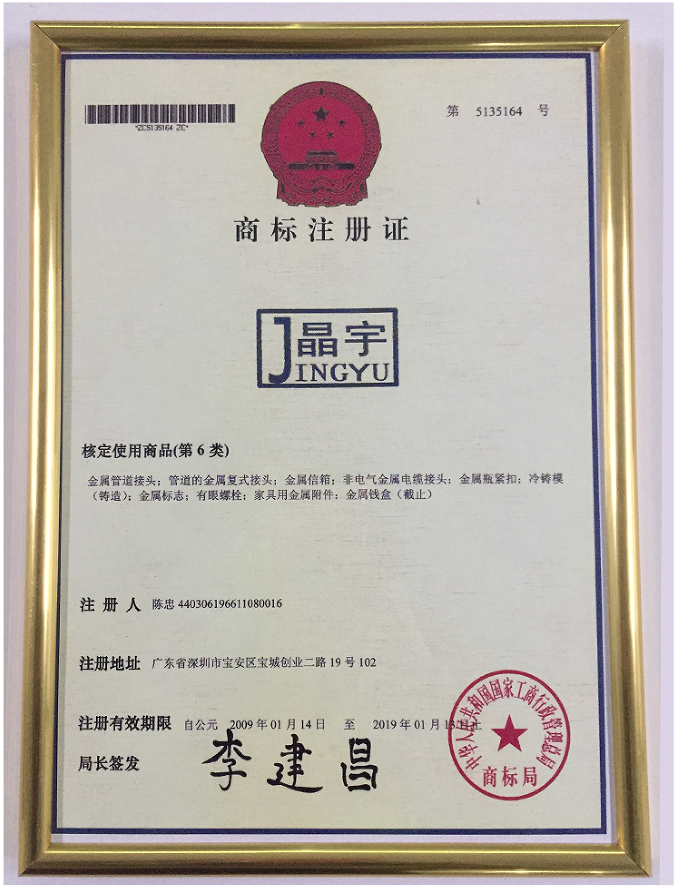 *ZC5135164 ZC*
第 5135164 号
商标注册证
晶宇
JINGYU
核定使用商品(第 6 类)
金属管道接头；管道的金属复式接头；金属信箱；非电气金属电缆接头；金属瓶紧扣；冷铸模
（铸造）；金属标志；有眼螺栓；家具用金属附件；金属钱盒（截止）
注 册 人 陈忠 440306196611080016
注册地址 广东省深圳市宝安区宝城创业二路 19 号 102
注册有效期限 自公元 2009 年 01 月 14 日 至 2019 年 01 月 13 日止
局长签发 李建昌
中华人民共和国国家工商行政管理总局
商标局